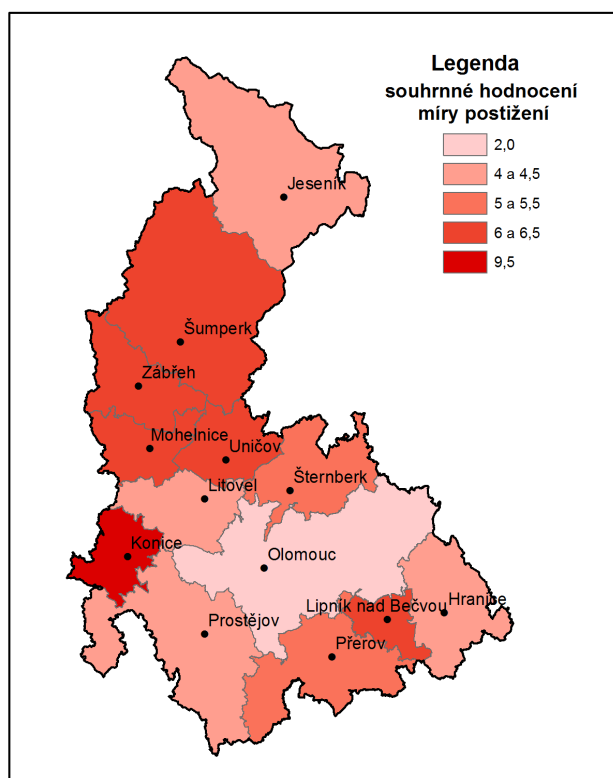 Legenda
souhrnné hodnocení
míry postižení
2,0
4 a 4,5
5 a 5,5
6 a 6,5
9,5
Jeseník
Šumperk
Zábřeh
Mohelnice
Uničov
Šternberk
Litovel
Konice
Olomouc
Lipník nad Bečvou
Hranice
Prostějov
Přerov